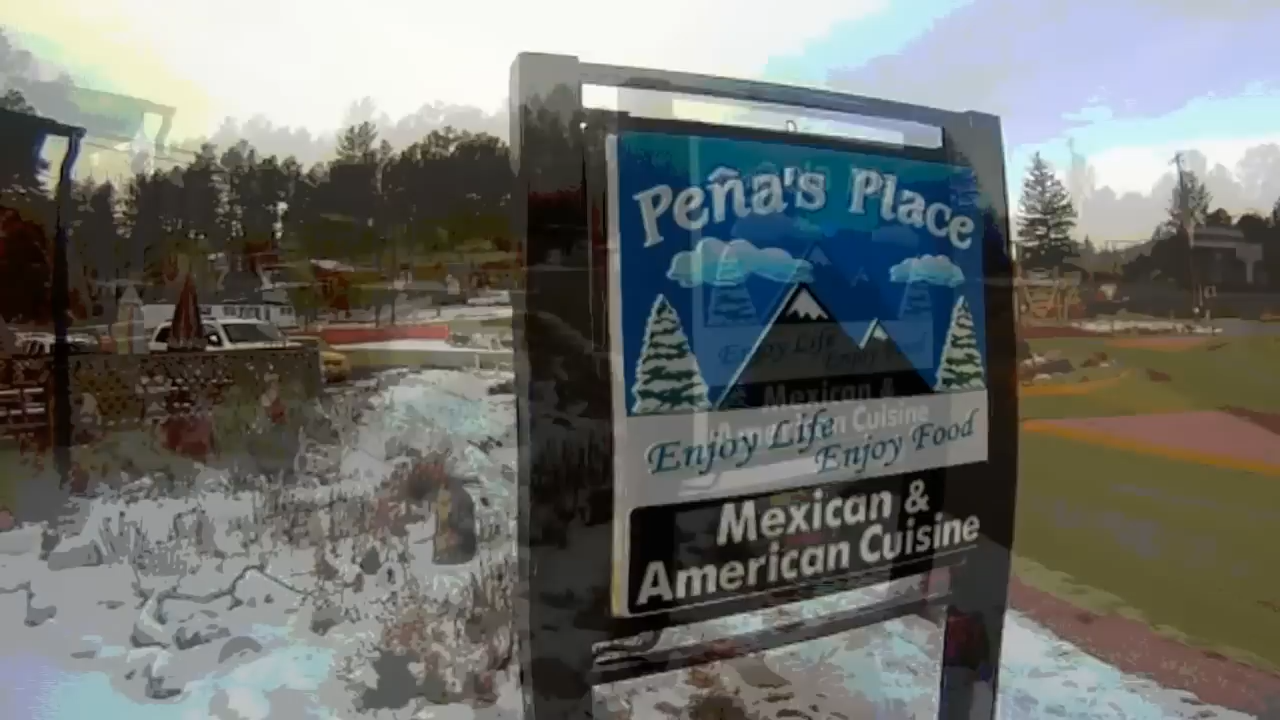 Peña's Place
Enjoy Life
Enjoy Food
Mexican &
American Cuisine